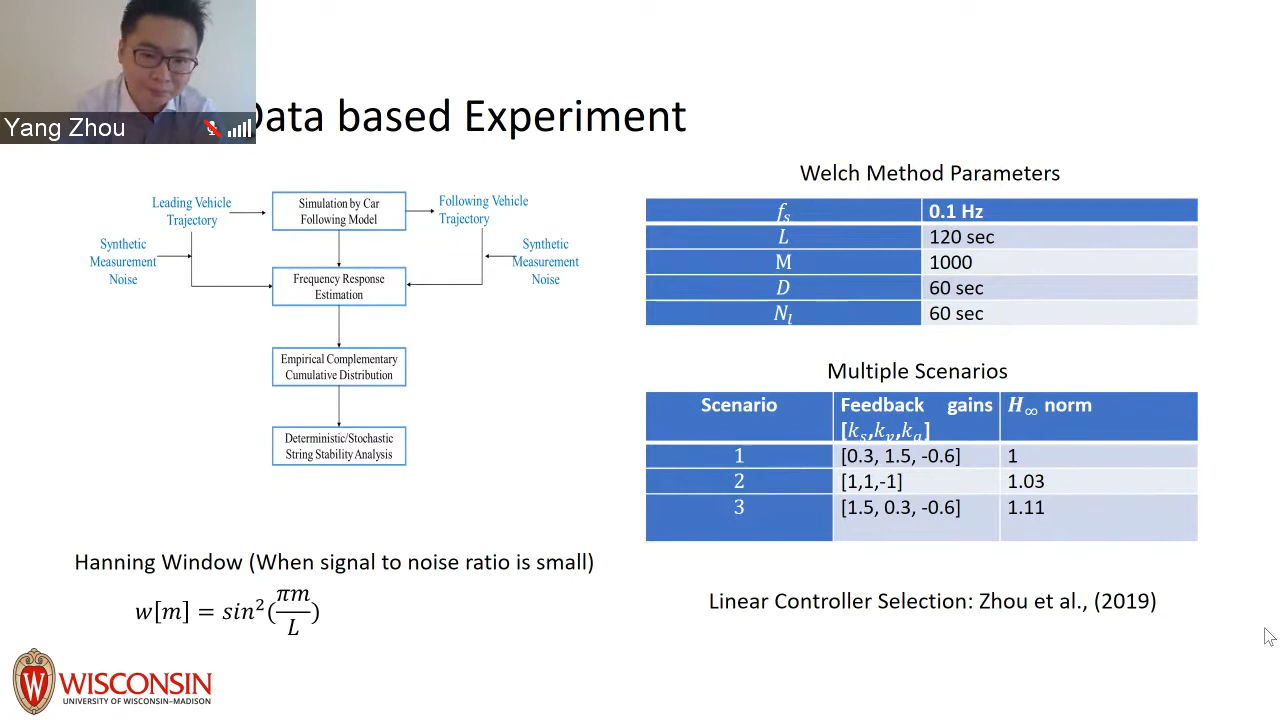 Yang Zhou
Data based Experiment
Leading Vehicle
Trajectory
Simulation by Car
Following Model
Following Vehicle
Trajectory
Synthetic
Measurement
Noise
Synthetic
Measurement
Noise
Frequency Response
Estimation
Empirical Complementary
Cumulative Distribution
Deterministic/Stochastic
String Stability Analysis
Hanning Window (When signal to noise ratio is small)
w[m] = sin²(πm/L)
Welch Method Parameters
fₛ 0.1 Hz
L 120 sec
M 1000
D 60 sec
Nₗ 60 sec
Multiple Scenarios
Scenario Feedback gains H∞ norm
[kₛ,kᵥ,kₐ]
1 [0.3, 1.5, -0.6] 1
2 [1,1,-1] 1.03
3 [1.5, 0.3, -0.6] 1.11
Linear Controller Selection: Zhou et al., (2019)
W
WISCONSIN
UNIVERSITY OF WISCONSIN–MADISON